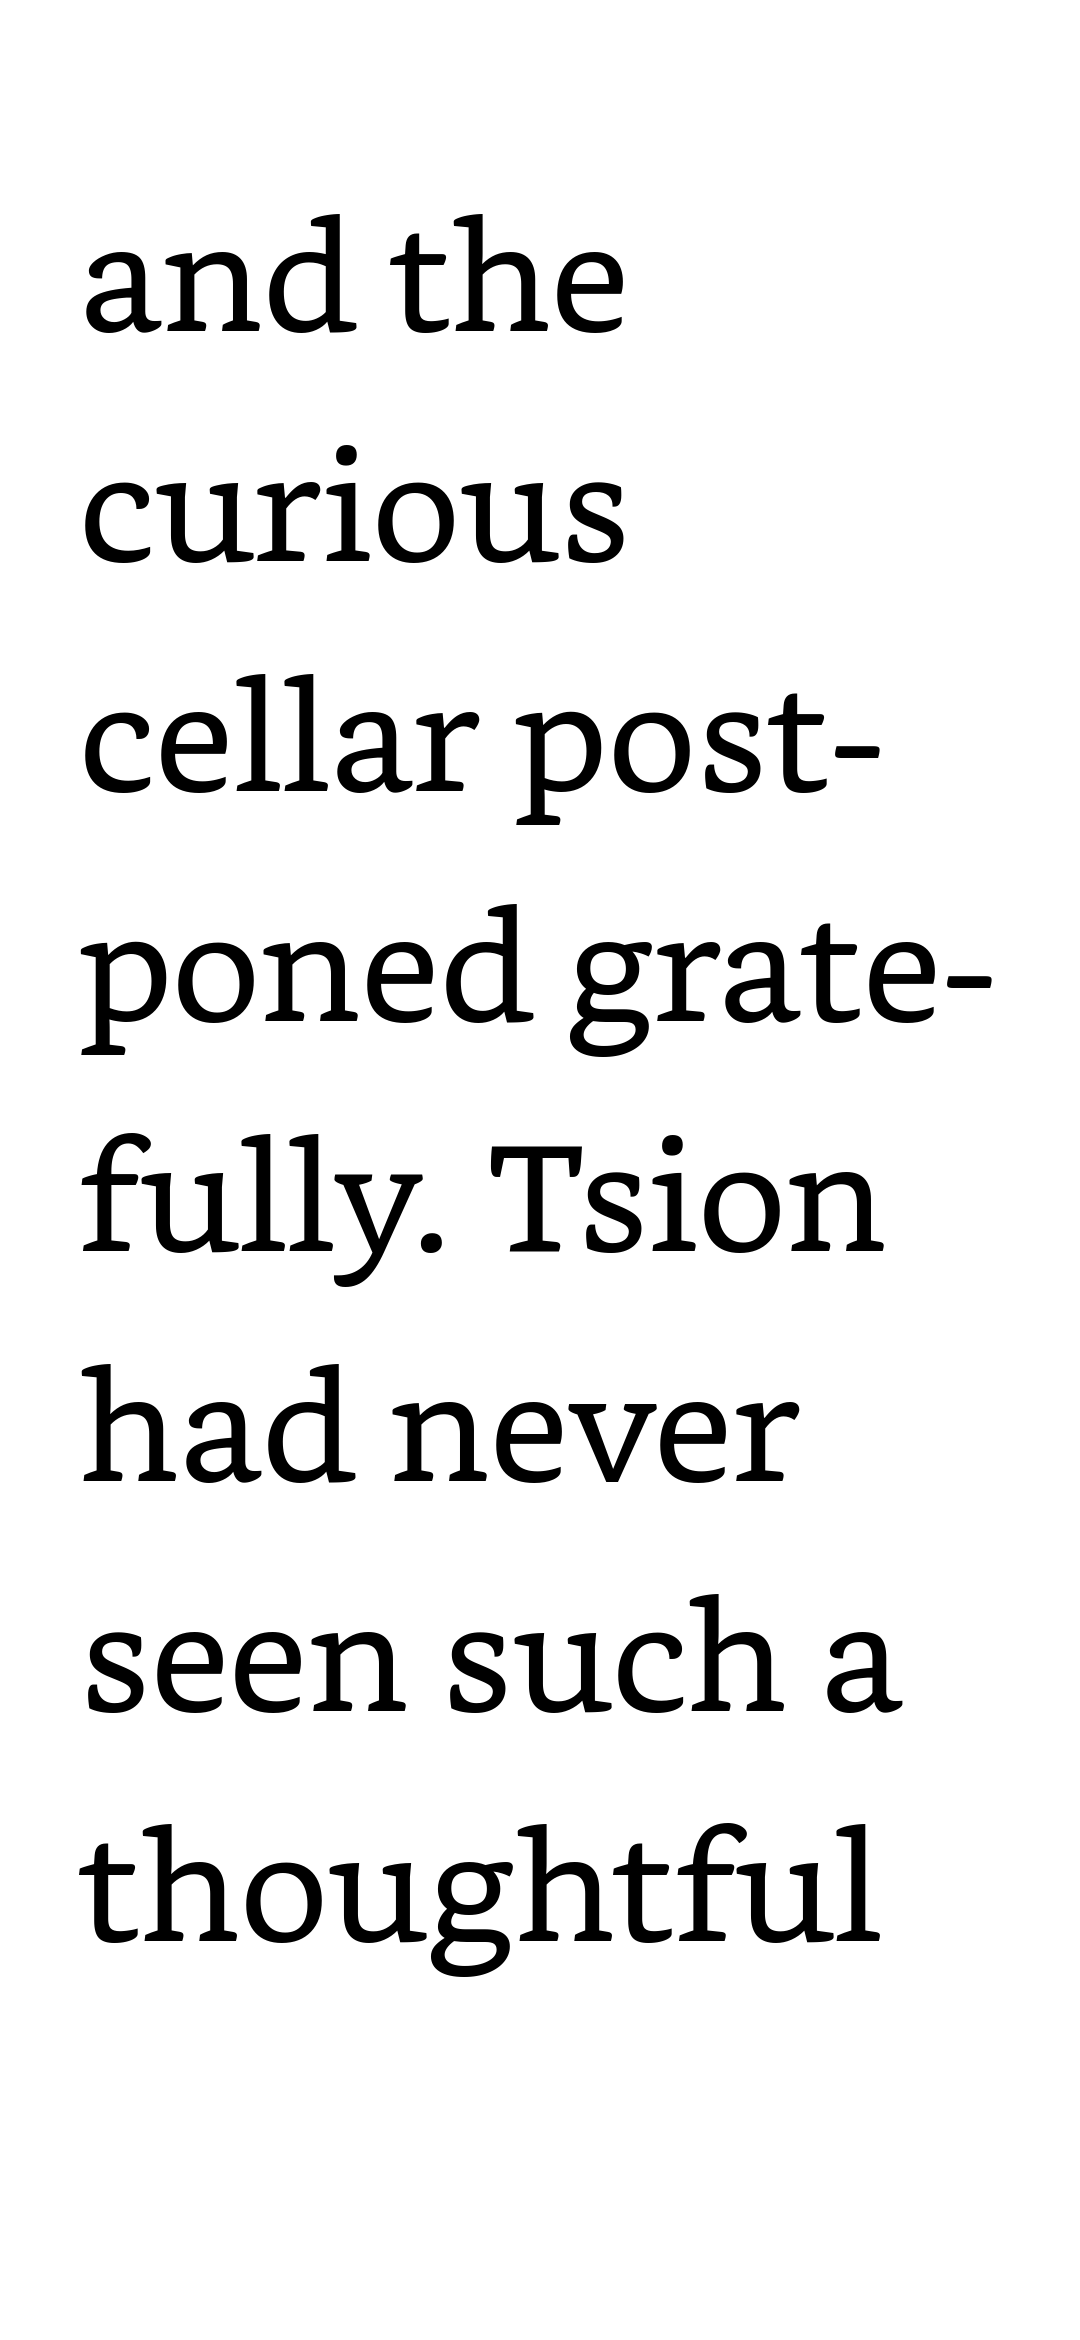 and the
curious
cellar post-
poned grate-
fully. Tsion
had never
seen such a
thoughtful